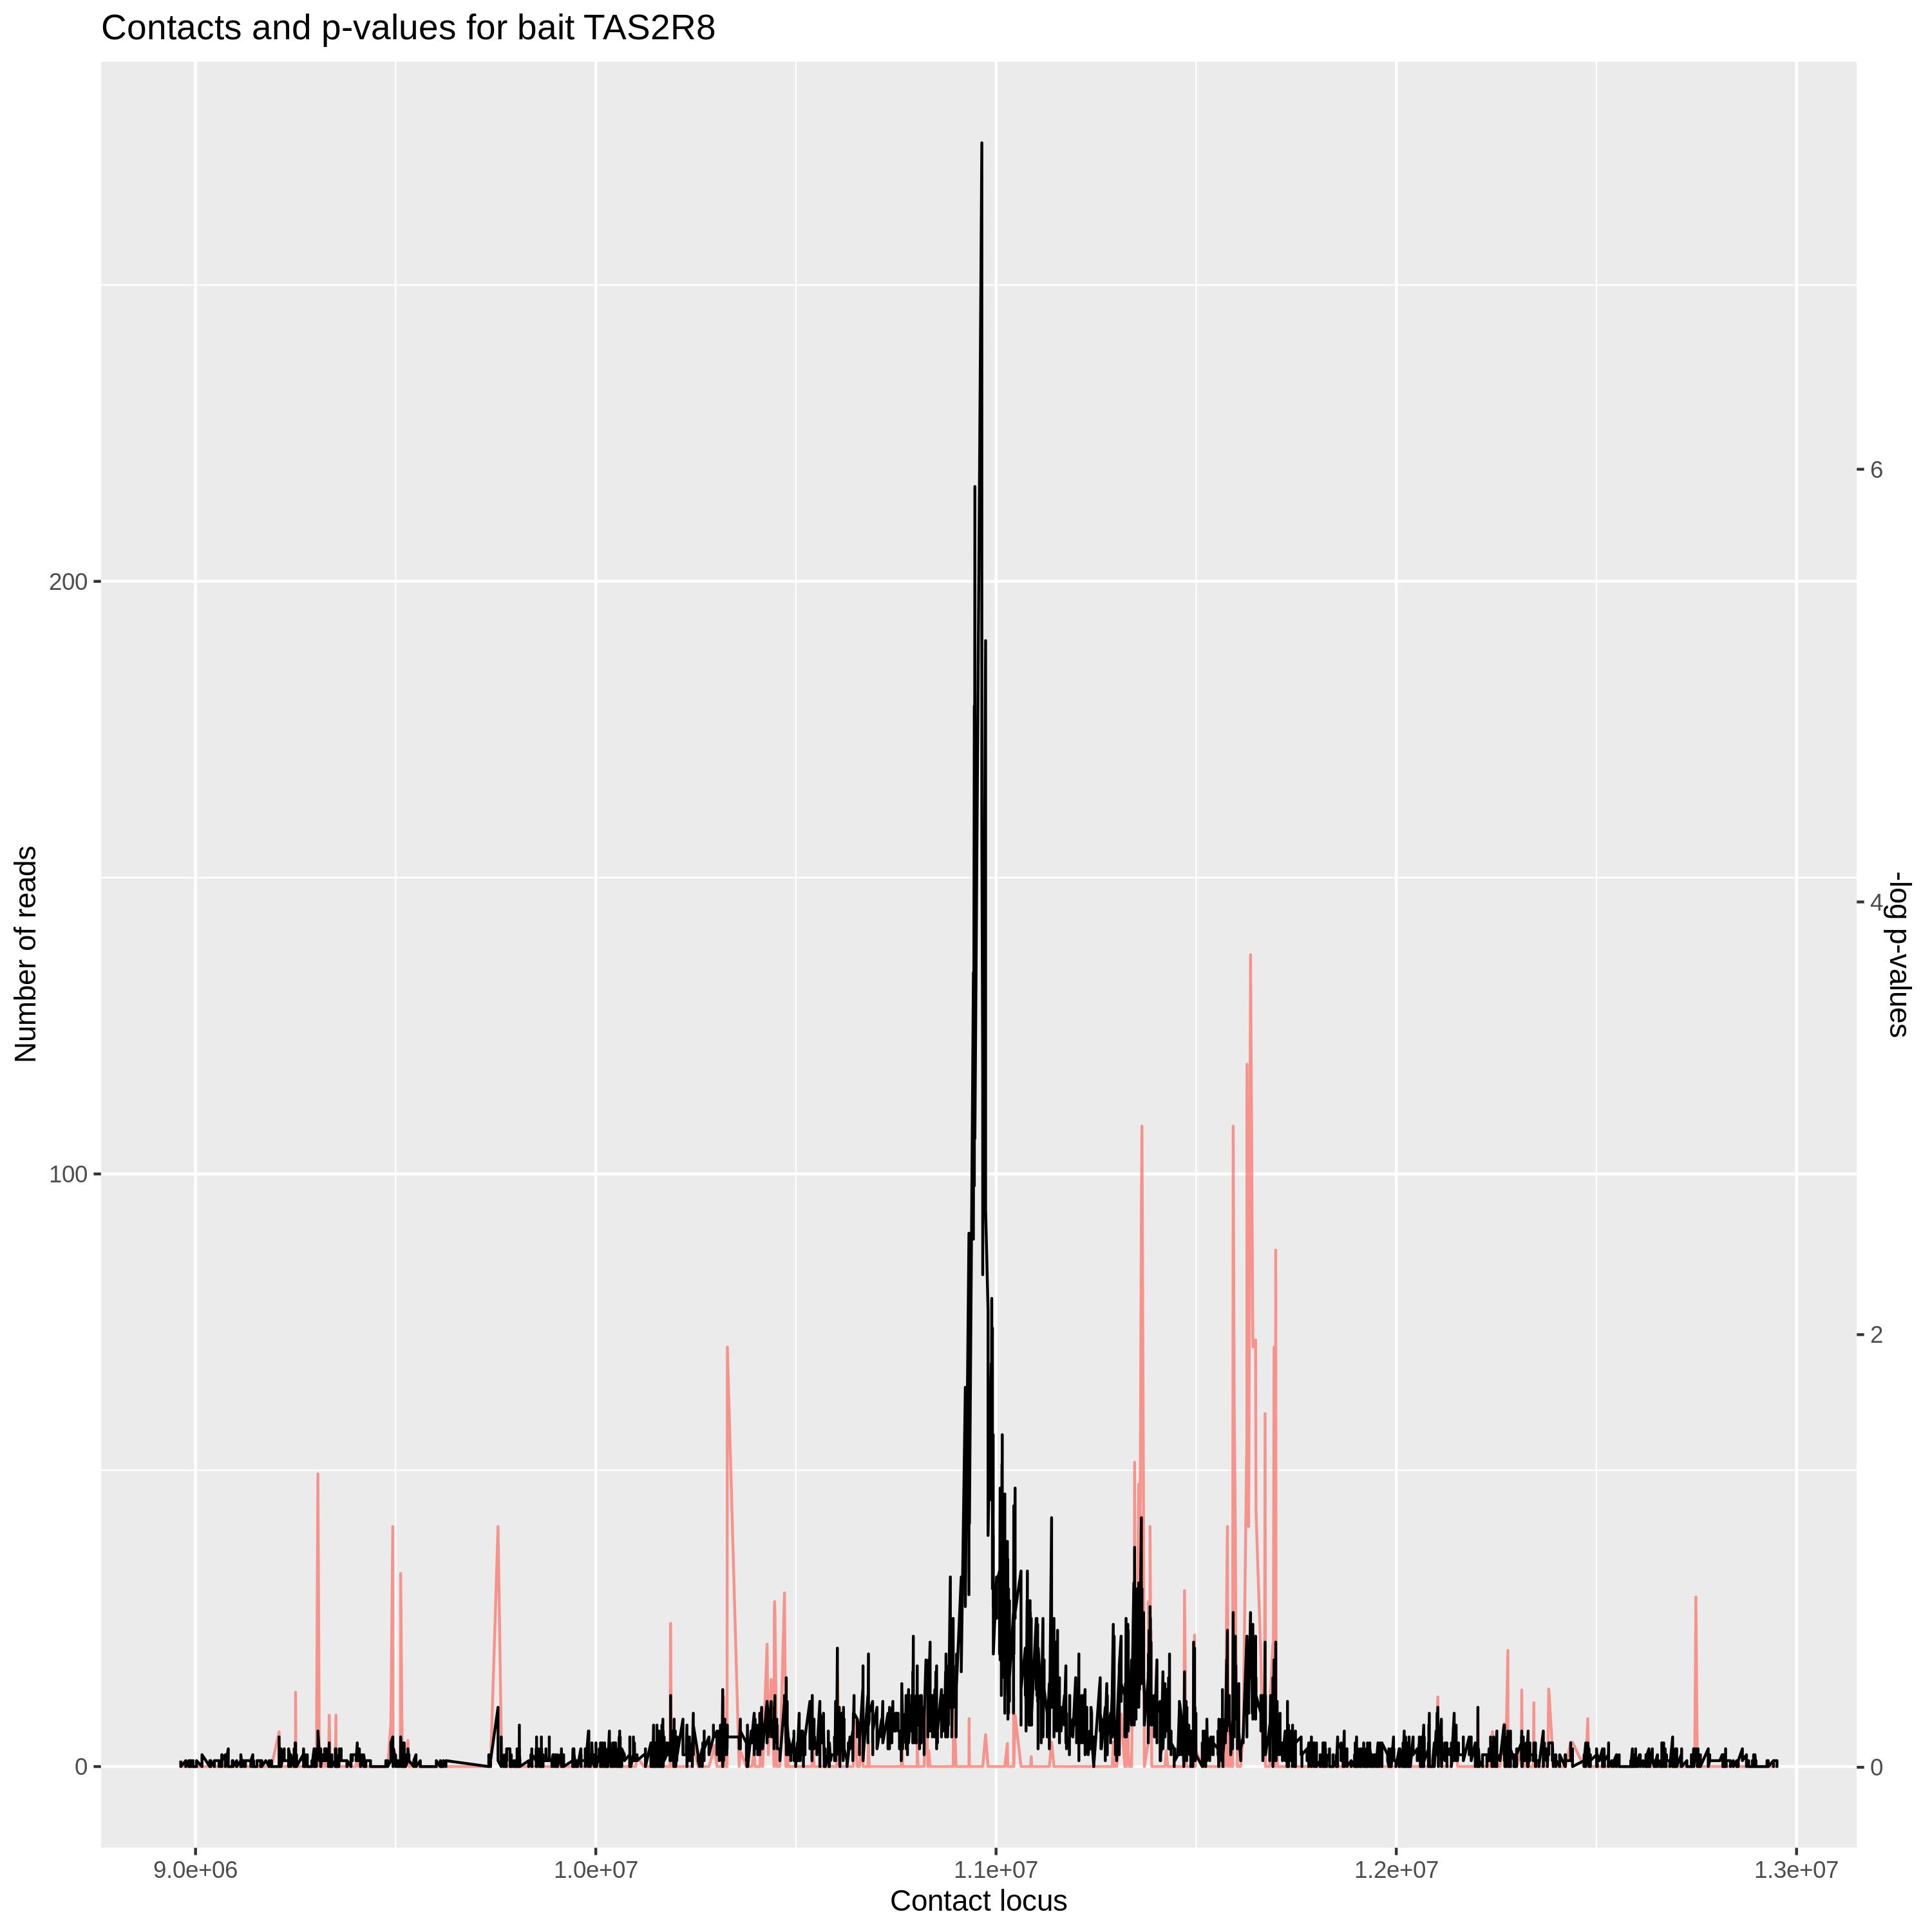 Contacts and p-values for bait TAS2R8
Number of reads
200
100
0
6
4
2
0
-log p-values
9.0e+06 1.0e+07 1.1e+07 1.2e+07 1.3e+07
Contact locus